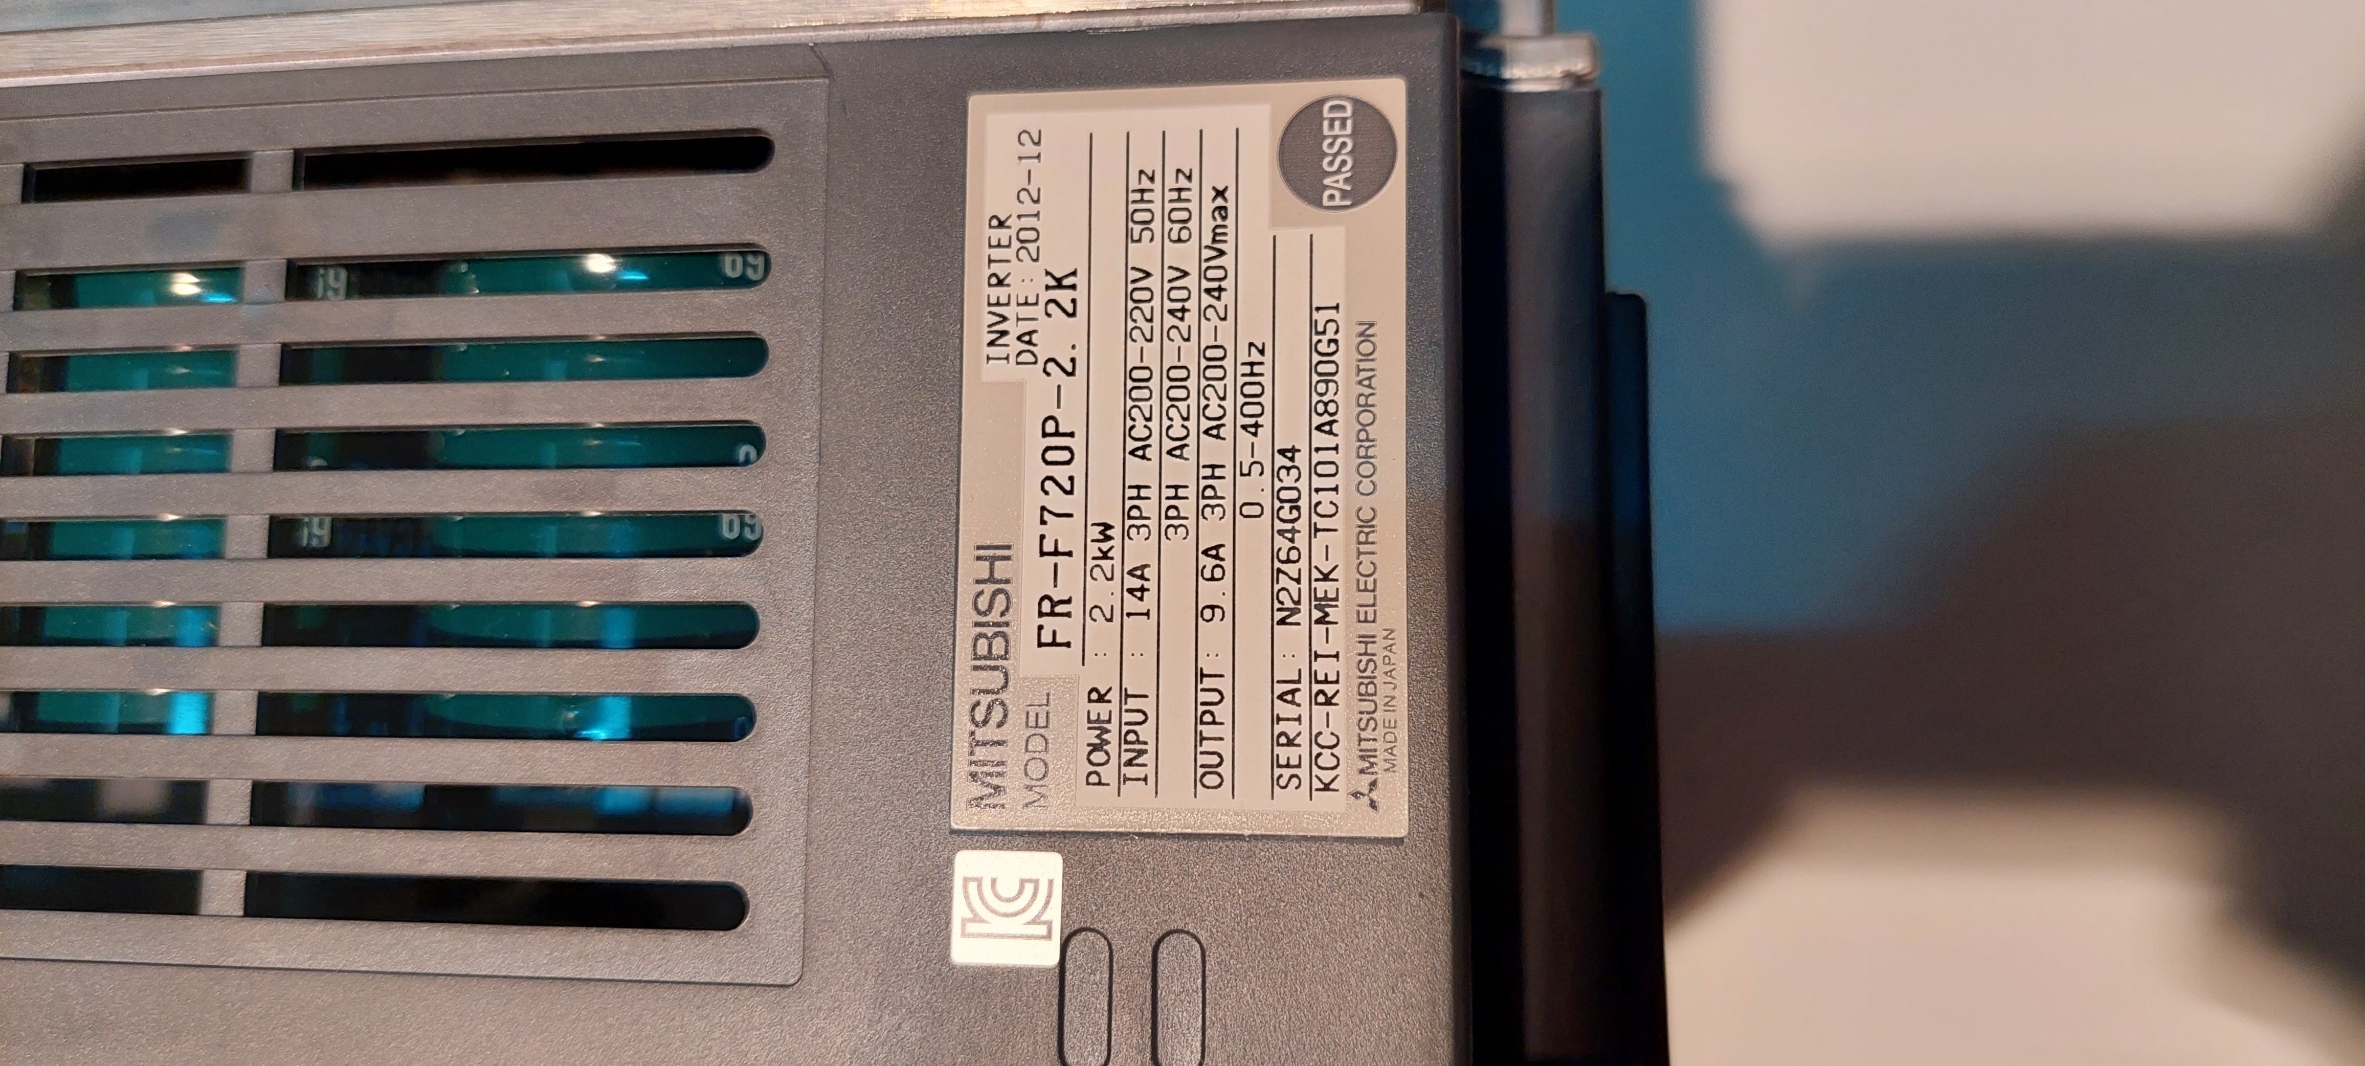 MITSUBISHI
INVERTER
MODEL
DATE : 2012-12
FR-F720P-2.2K
POWER : 2.2kW
INPUT : 14A 3PH AC200-220V 50Hz
3PH AC200-240V 60Hz
OUTPUT : 9.6A 3PH AC200-240Vmax
0.5-400Hz
SERIAL : N2Z64G034
KCC-REI-MEK-TC101A890G51
PASSED
MITSUBISHI ELECTRIC CORPORATION
MADE IN JAPAN